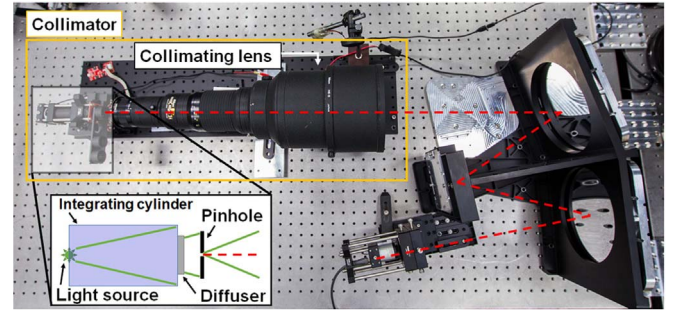 Collimator
Collimating lens
Integrating cylinder
Pinhole
Light source
Diffuser